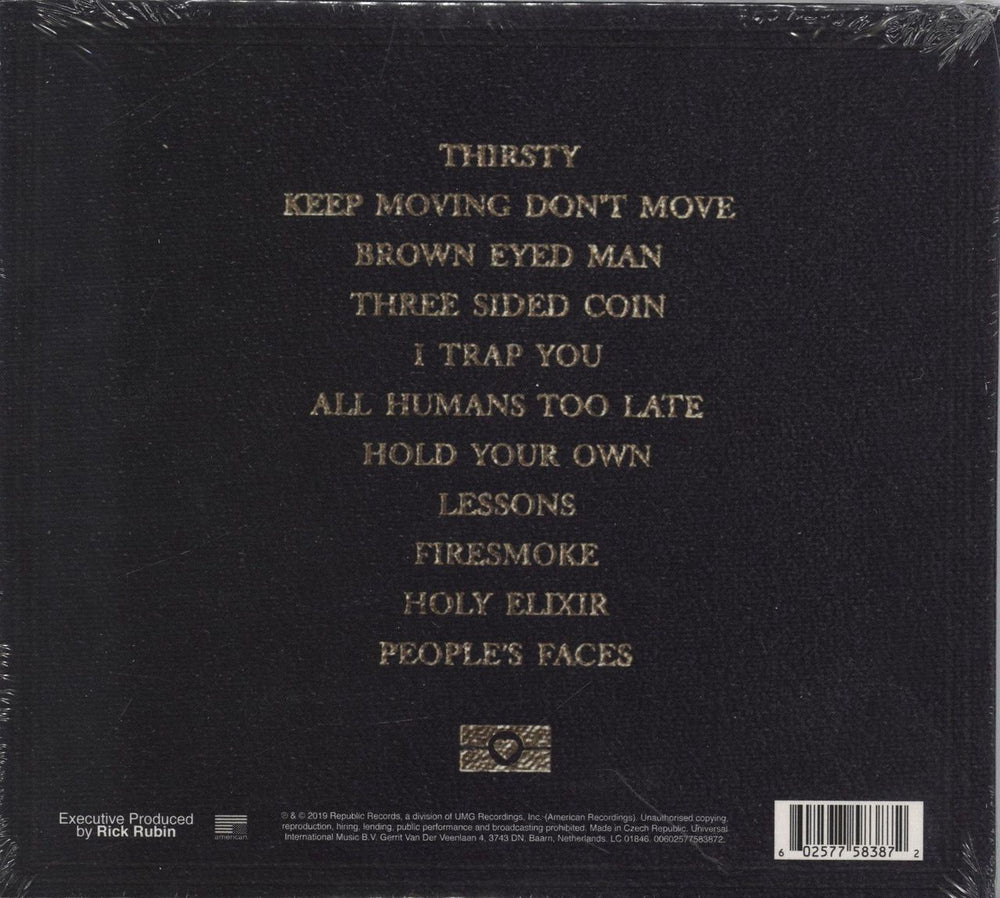 THIRSTY
KEEP MOVING DON'T MOVE
BROWN EYED MAN
THREE SIDED COIN
I TRAP YOU
ALL HUMANS TOO LATE
HOLD YOUR OWN
LESSONS
FIRESMOKE
HOLY ELIXIR
PEOPLE'S FACES
Executive Produced
by Rick Rubin
american
℗ & © 2019 Republic Records, a division of UMG Recordings, Inc. (American Recordings). Unauthorised copying,
reproduction, hiring, lending, public performance and broadcasting prohibited. Made in Czech Republic. Universal
International Music B.V. Gerrit Van Der Veenlaan 4, 3743 DN, Baarn, Netherlands. LC 01846. 00602577583872.
6 02577 58387 2